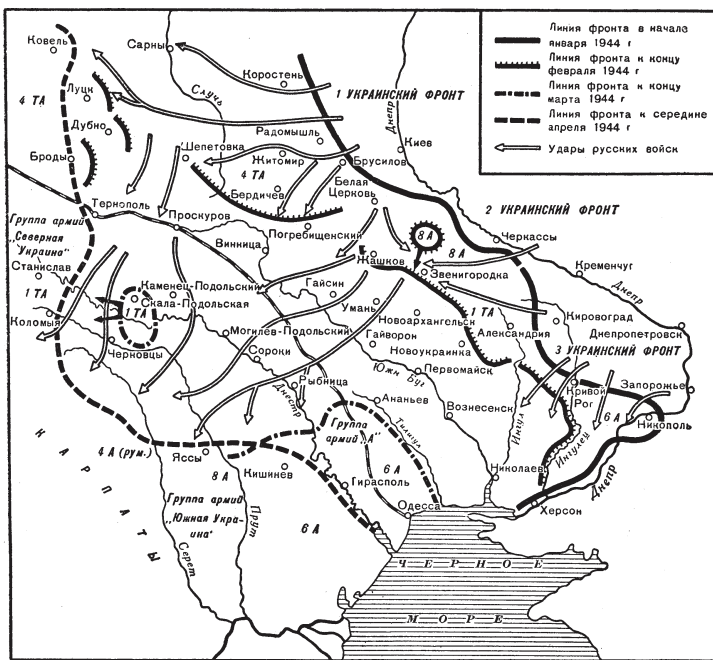 Линия фронта в начале
января 1944 г
Линия фронта к концу
февраля 1944 г
Линия фронта к концу
марта 1944 г
Линия фронта к середине
апреля 1944 г
Удары русских войск
Ковель
Сарны
Коростень
4 ТА
Луцк
Случь
1 УКРАИНСКИЙ ФРОНТ
Днепр
Дубно
Радомышль
Киев
Броды
Шепетовка
Житомир
Брусилов
4 ТА
Бердичев
Белая
Церковь
2 УКРАИНСКИЙ ФРОНТ
Тернополь
Проскуров
Погребищенский
8 А
8 А
Черкассы
Группа армий
„Северная
Украина"
Винница
Жашков
Звенигородка
Кременчуг
Станислав
Каменец-Подольский
Гайсин
Днепр
1 ТА
Скала-Подольская
1 ТА
Умань
1 ТА
Кировоград
Коломыя
Могилев-Подольский
Новоархангельск
Александрия
Днепропетровск
Черновцы
Гайворон
Сороки
Новоукраинка
3 УКРАИНСКИЙ ФРОНТ
Южн Буг
Первомайск
Рыбница
Кривой
Рог
Запорожье
Днестр
Ананьев
Вознесенск
6 А
Никополь
Группа
армий „А"
Тилигул
Ингул
Ингулец
КАРПАТЫ
4 А (рум.)
Яссы
8 А
Кишинев
6 А
Гирасполь
Николаев
Днепр
Группа армий
„Южная Укра-
ина"
Одесса
Херсон
Прут
6 А
Серет
ЧЕРНОЕ
МОРЕ